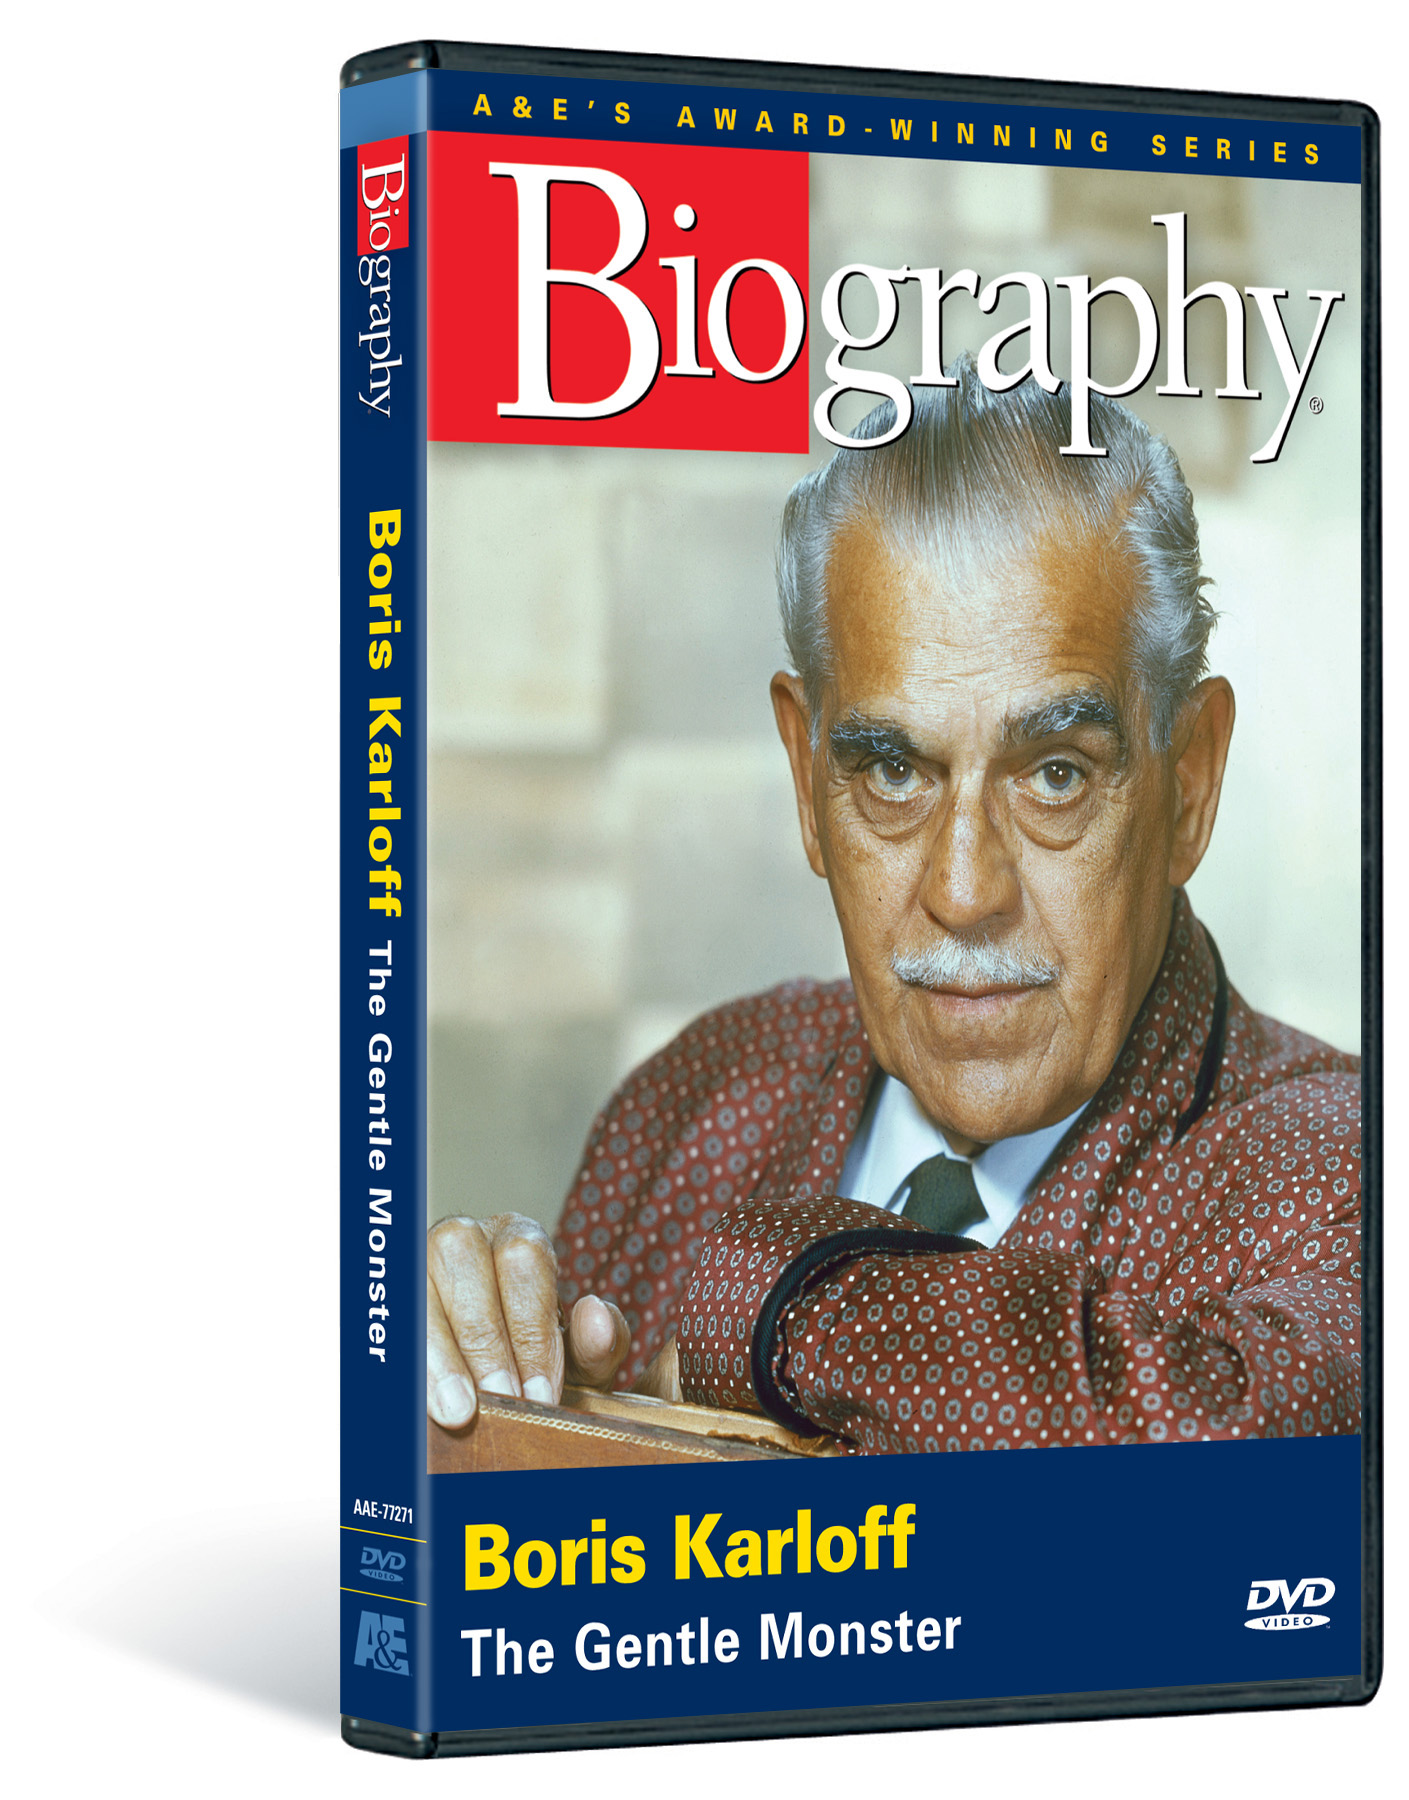 A&E'S AWARD-WINNING SERIES
Biography®
Boris Karloff
The Gentle Monster
DVD
VIDEO™
Biography
Boris Karloff The Gentle Monster
AAE-77271
DVD
VIDEO
A&E